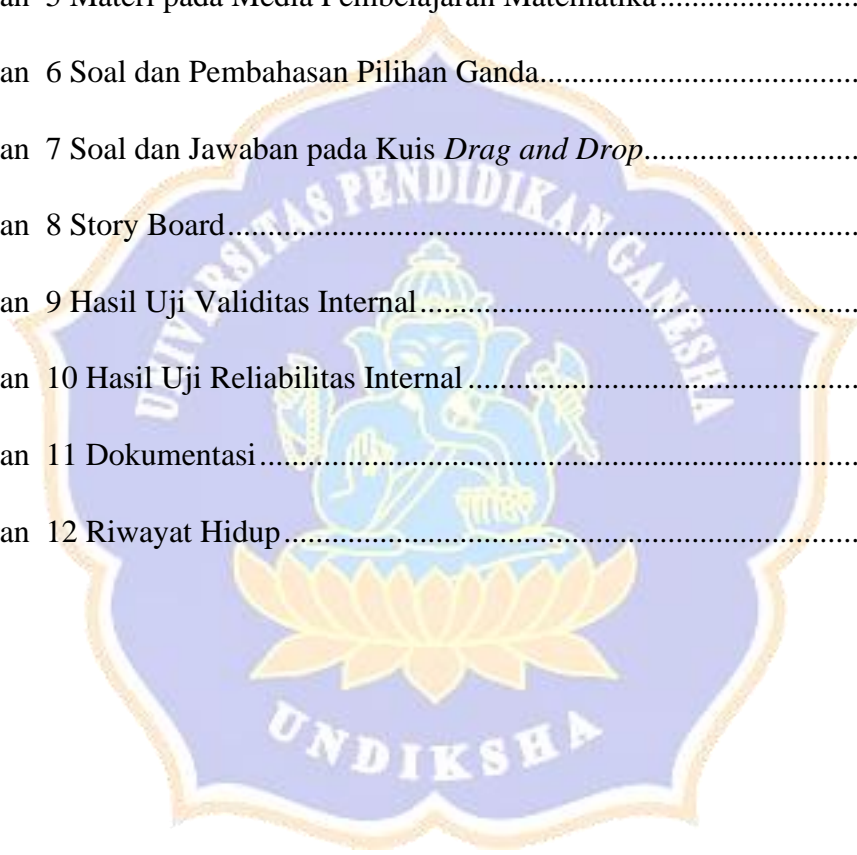 an 5 Materi pada Media Pembelajaran Matematika..............................
an 6 Soal dan Pembahasan Pilihan Ganda..............................................
an 7 Soal dan Jawaban pada Kuis Drag and Drop...............................
an 8 Story Board......................................................................................
an 9 Hasil Uji Validitas Internal..............................................................
an 10 Hasil Uji Reliabilitas Internal........................................................
an 11 Dokumentasi..................................................................................
an 12 Riwayat Hidup...............................................................................
UNIVERSITAS PENDIDIKAN GANESHA
UNDIKSHA